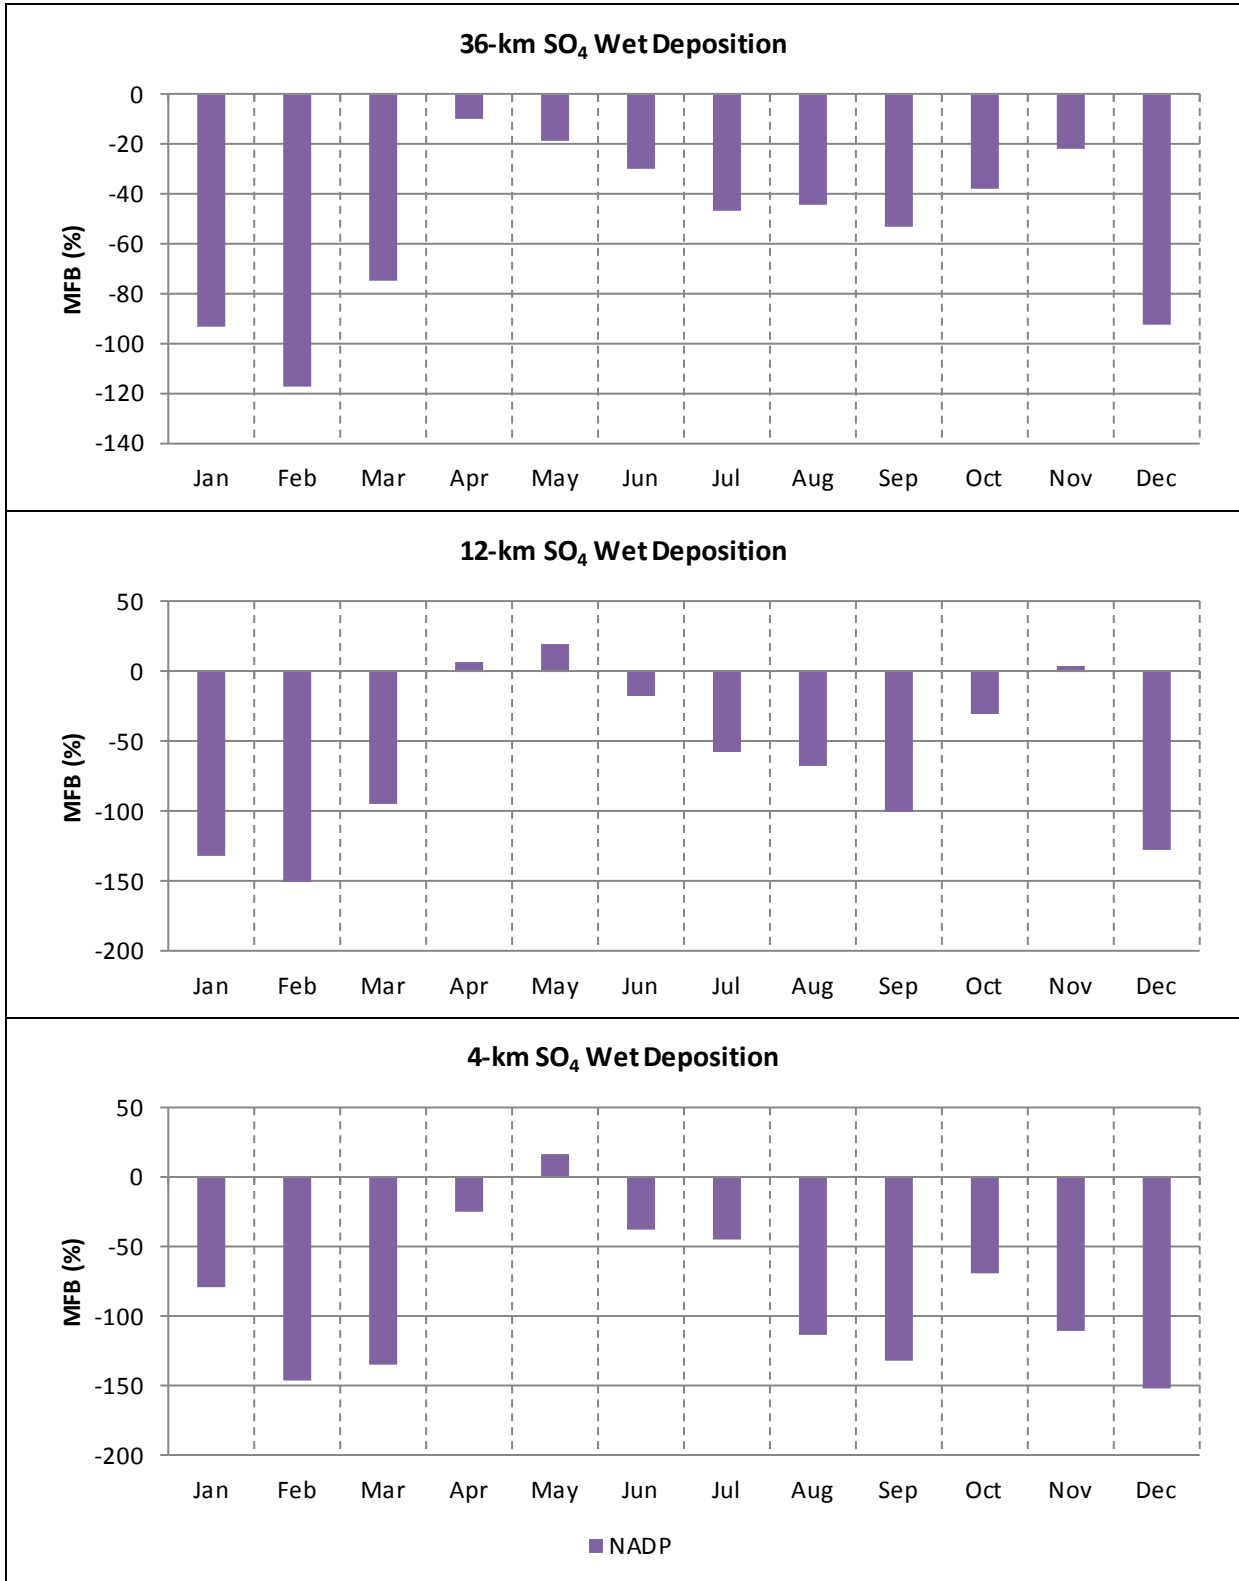 36-km SO₄ Wet Deposition
0
-20
-40
-60
-80
-100
-120
-140
MFB (%)
Jan Feb Mar Apr May Jun Jul Aug Sep Oct Nov Dec
12-km SO₄ Wet Deposition
50
0
-50
-100
-150
-200
MFB (%)
Jan Feb Mar Apr May Jun Jul Aug Sep Oct Nov Dec
4-km SO₄ Wet Deposition
50
0
-50
-100
-150
-200
MFB (%)
Jan Feb Mar Apr May Jun Jul Aug Sep Oct Nov Dec
NADP